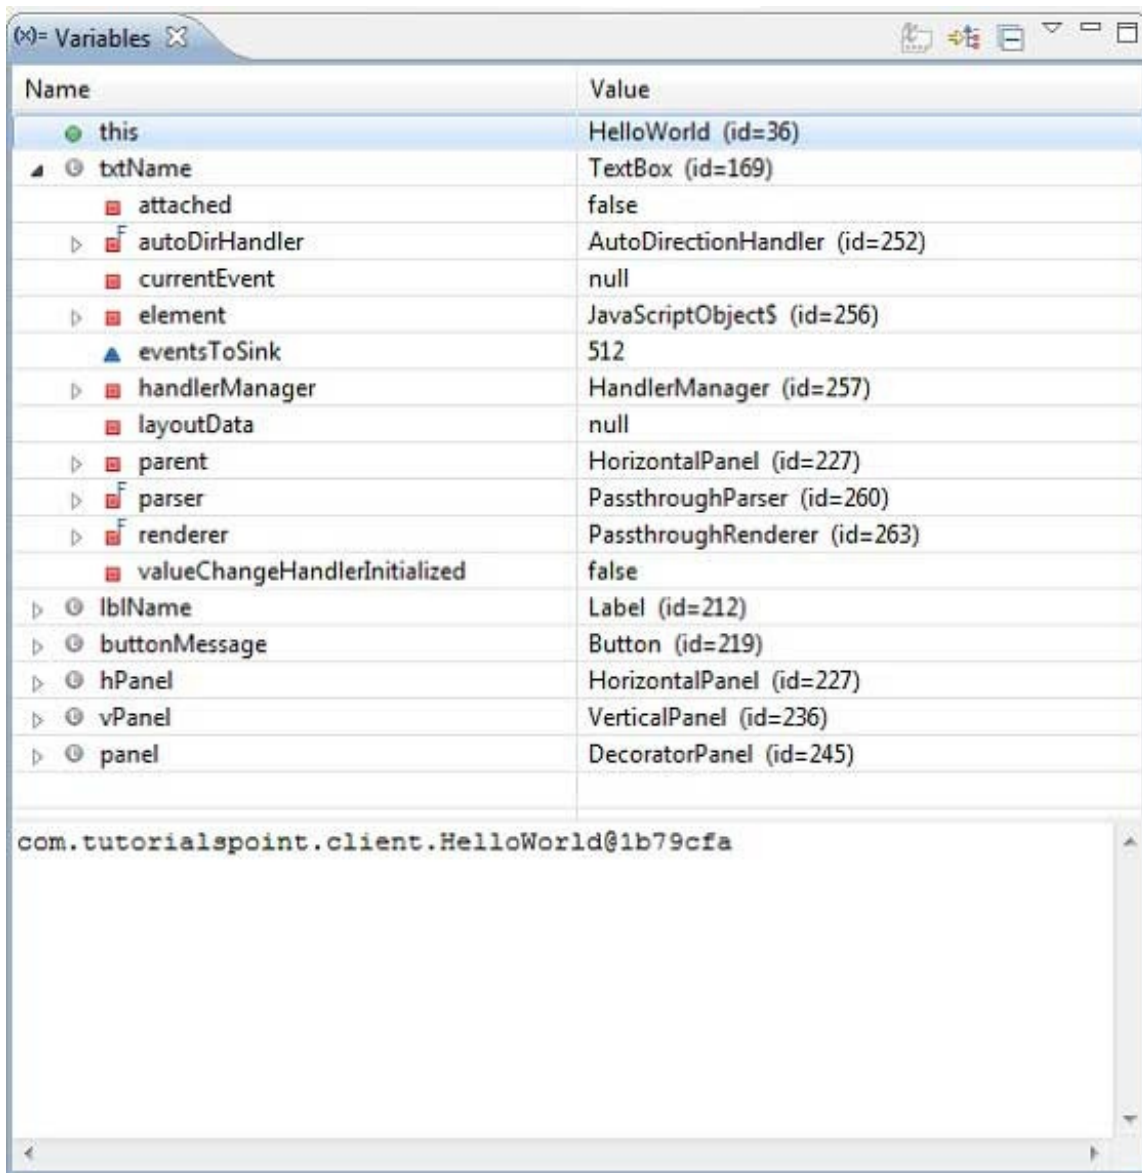 (x)= Variables
Name Value
this HelloWorld (id=36)
txtName TextBox (id=169)
attached false
F autoDirHandler AutoDirectionHandler (id=252)
currentEvent null
element JavaScriptObject$ (id=256)
eventsToSink 512
handlerManager HandlerManager (id=257)
layoutData null
parent HorizontalPanel (id=227)
F parser PassthroughParser (id=260)
F renderer PassthroughRenderer (id=263)
valueChangeHandlerInitialized false
lblName Label (id=212)
buttonMessage Button (id=219)
hPanel HorizontalPanel (id=227)
vPanel VerticalPanel (id=236)
panel DecoratorPanel (id=245)
com.tutorialspoint.client.HelloWorld@1b79cfa